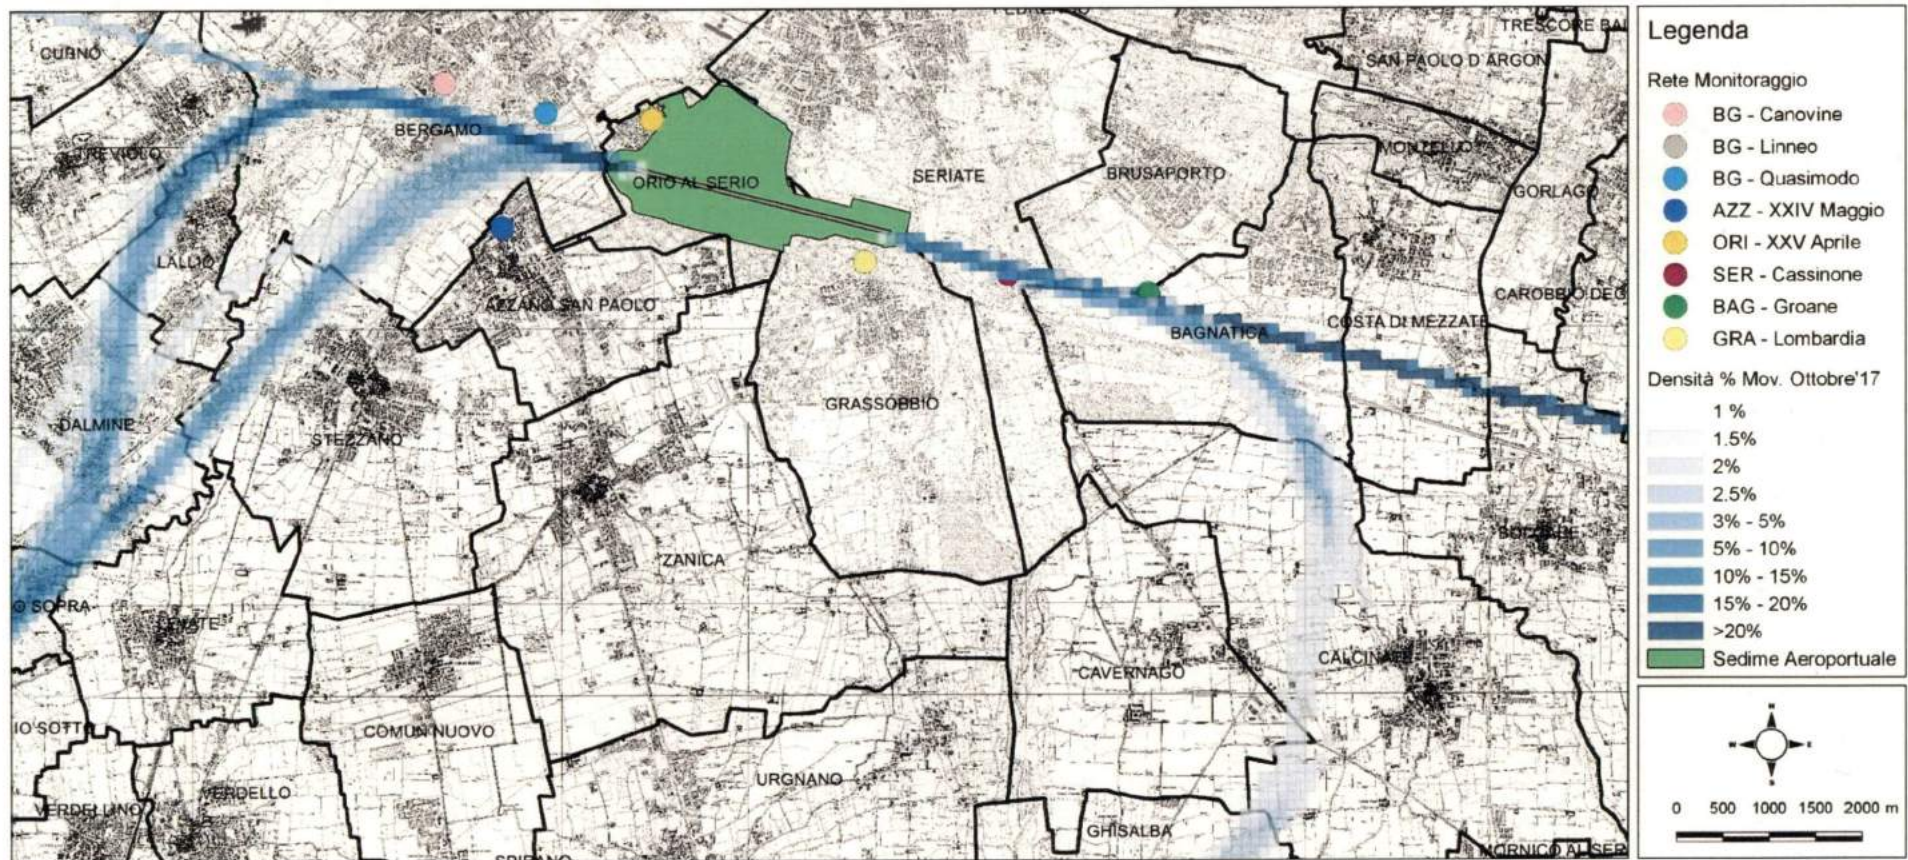 PEDRENGO
TRESCORE BAL
CURNO
SAN PAOLO D'ARGON
BERGAMO
TREVIOLO
MONTELLO
ORIO AL SERIO
SERIATE
BRUSAPORTO
GORLAGO
LALLIO
AZZANO SAN PAOLO
CAROBBIO DEG
BAGNATICA
COSTA DI MEZZATE
GRASSOBBIO
DALMINE
STEZZANO
ZANICA
O SOPRA
LEVATE
CAVERNAGO
CALCINATE
IO SOTTO
COMUN NUOVO
URGNANO
VERDELLO
VERDELLINO
GHISALBA
SPIRANO
MORNICO AL SER
Legenda
Rete Monitoraggio
BG - Canovine
BG - Linneo
BG - Quasimodo
AZZ - XXIV Maggio
ORI - XXV Aprile
SER - Cassinone
BAG - Groane
GRA - Lombardia
Densità % Mov. Ottobre'17
1 %
1.5%
2%
2.5%
3% - 5%
5% - 10%
10% - 15%
15% - 20%
>20%
Sedime Aeroportuale
N
W E
S
0 500 1000 1500 2000 m